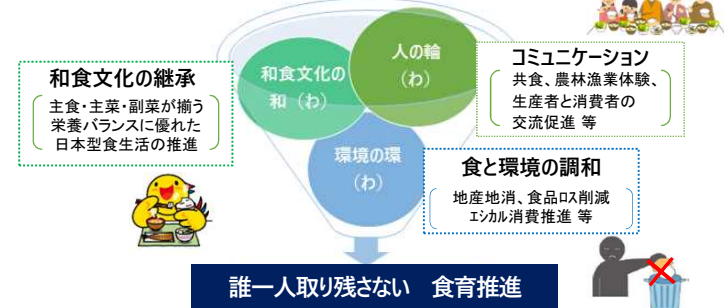 和食文化の継承
主食・主菜・副菜が揃う
栄養バランスに優れた
日本型食生活の推進
和食文化の
和（わ）
人の輪
（わ）
コミュニケーション
共食、農林漁業体験、
生産者と消費者の
交流促進 等
環境の環
（わ）
食と環境の調和
地産地消、食品ロス削減
エシカル消費推進 等
誰一人取り残さない　食育推進